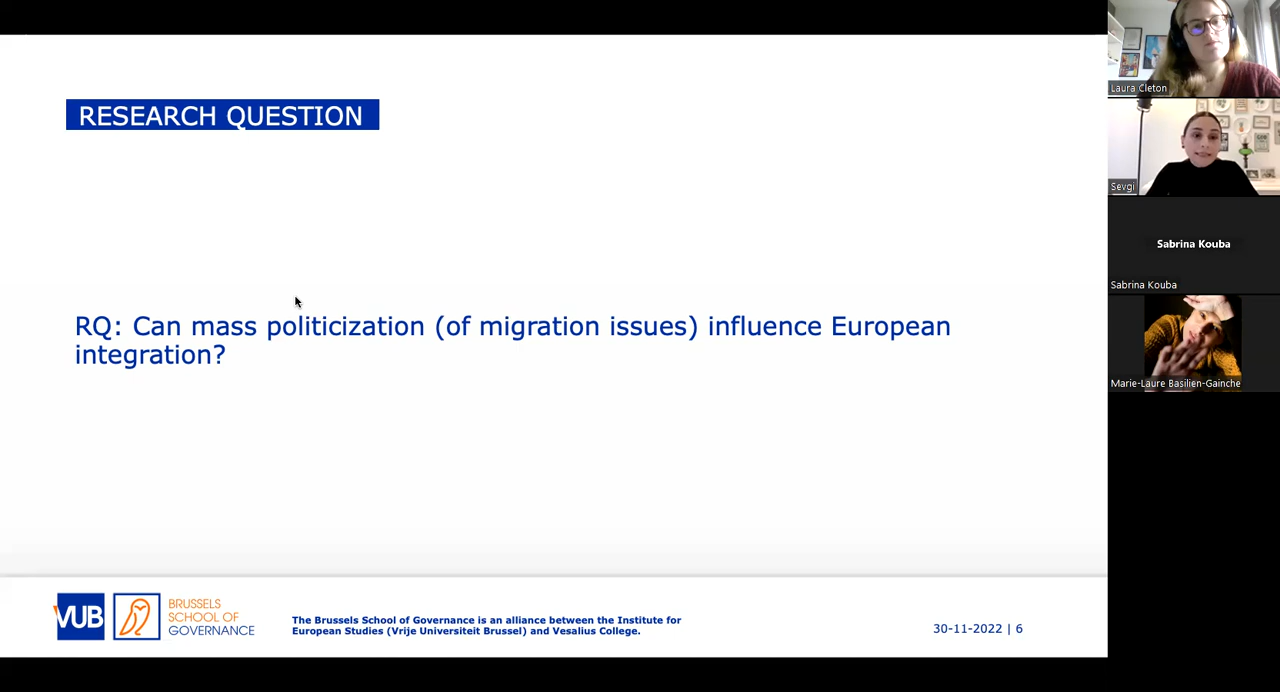 RESEARCH QUESTION
RQ: Can mass politicization (of migration issues) influence European
integration?
VUB
BRUSSELS
SCHOOL OF
GOVERNANCE
The Brussels School of Governance is an alliance between the Institute for
European Studies (Vrije Universiteit Brussel) and Vesalius College.
30-11-2022 | 6
Laura Cleton
Sevgi
Sabrina Kouba
Sabrina Kouba
Marie-Laure Basilien-Gainche